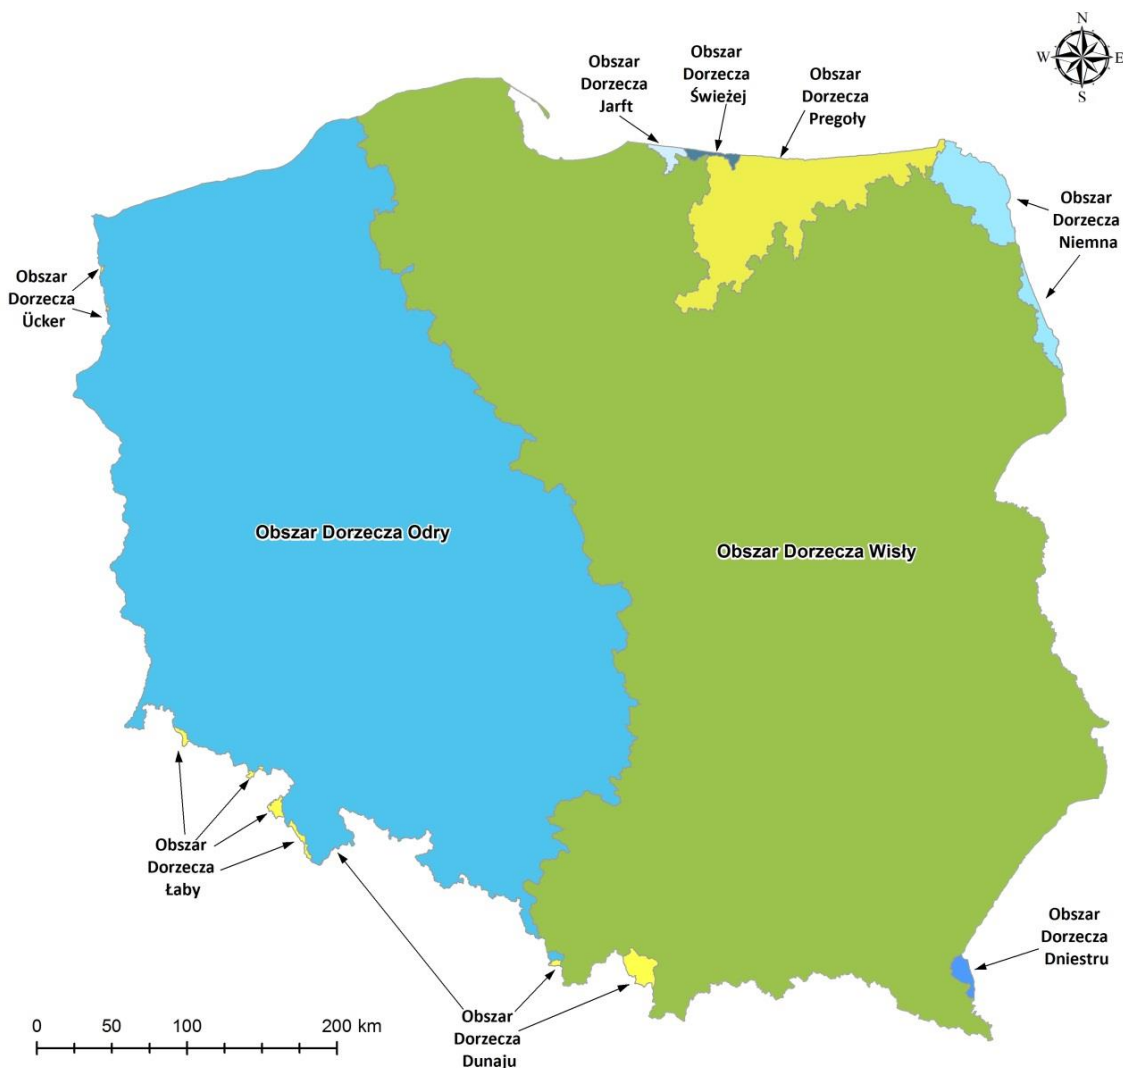 N
W E
S
Obszar
Dorzecza
Jarft
Obszar
Dorzecza
Świeżej
Obszar
Dorzecza
Pregoły
Obszar
Dorzecza
Niemna
Obszar
Dorzecza
Ücker
Obszar Dorzecza Odry
Obszar Dorzecza Wisły
Obszar
Dorzecza
Łaby
Obszar
Dorzecza
Dniestru
Obszar
Dorzecza
Dunaju
0 50 100 200 km